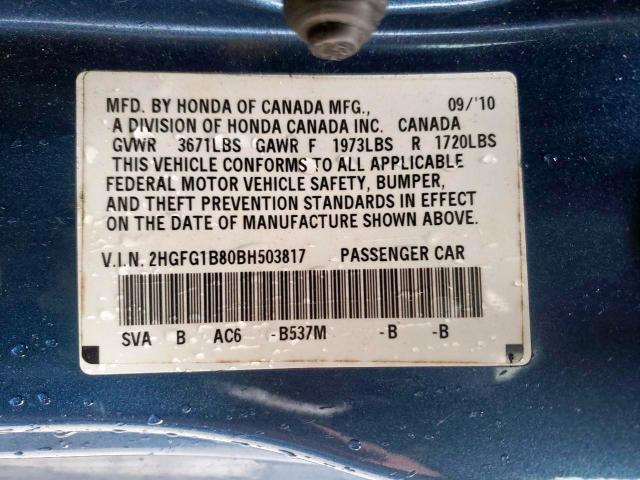 MFD. BY HONDA OF CANADA MFG., 09/'10
A DIVISION OF HONDA CANADA INC. CANADA
GVWR 3671LBS GAWR F 1973LBS R 1720LBS
THIS VEHICLE CONFORMS TO ALL APPLICABLE
FEDERAL MOTOR VEHICLE SAFETY, BUMPER,
AND THEFT PREVENTION STANDARDS IN EFFECT
ON THE DATE OF MANUFACTURE SHOWN ABOVE.
V.I.N. 2HGFG1B80BH503817 PASSENGER CAR
SVA B AC6 -B537M -B -B